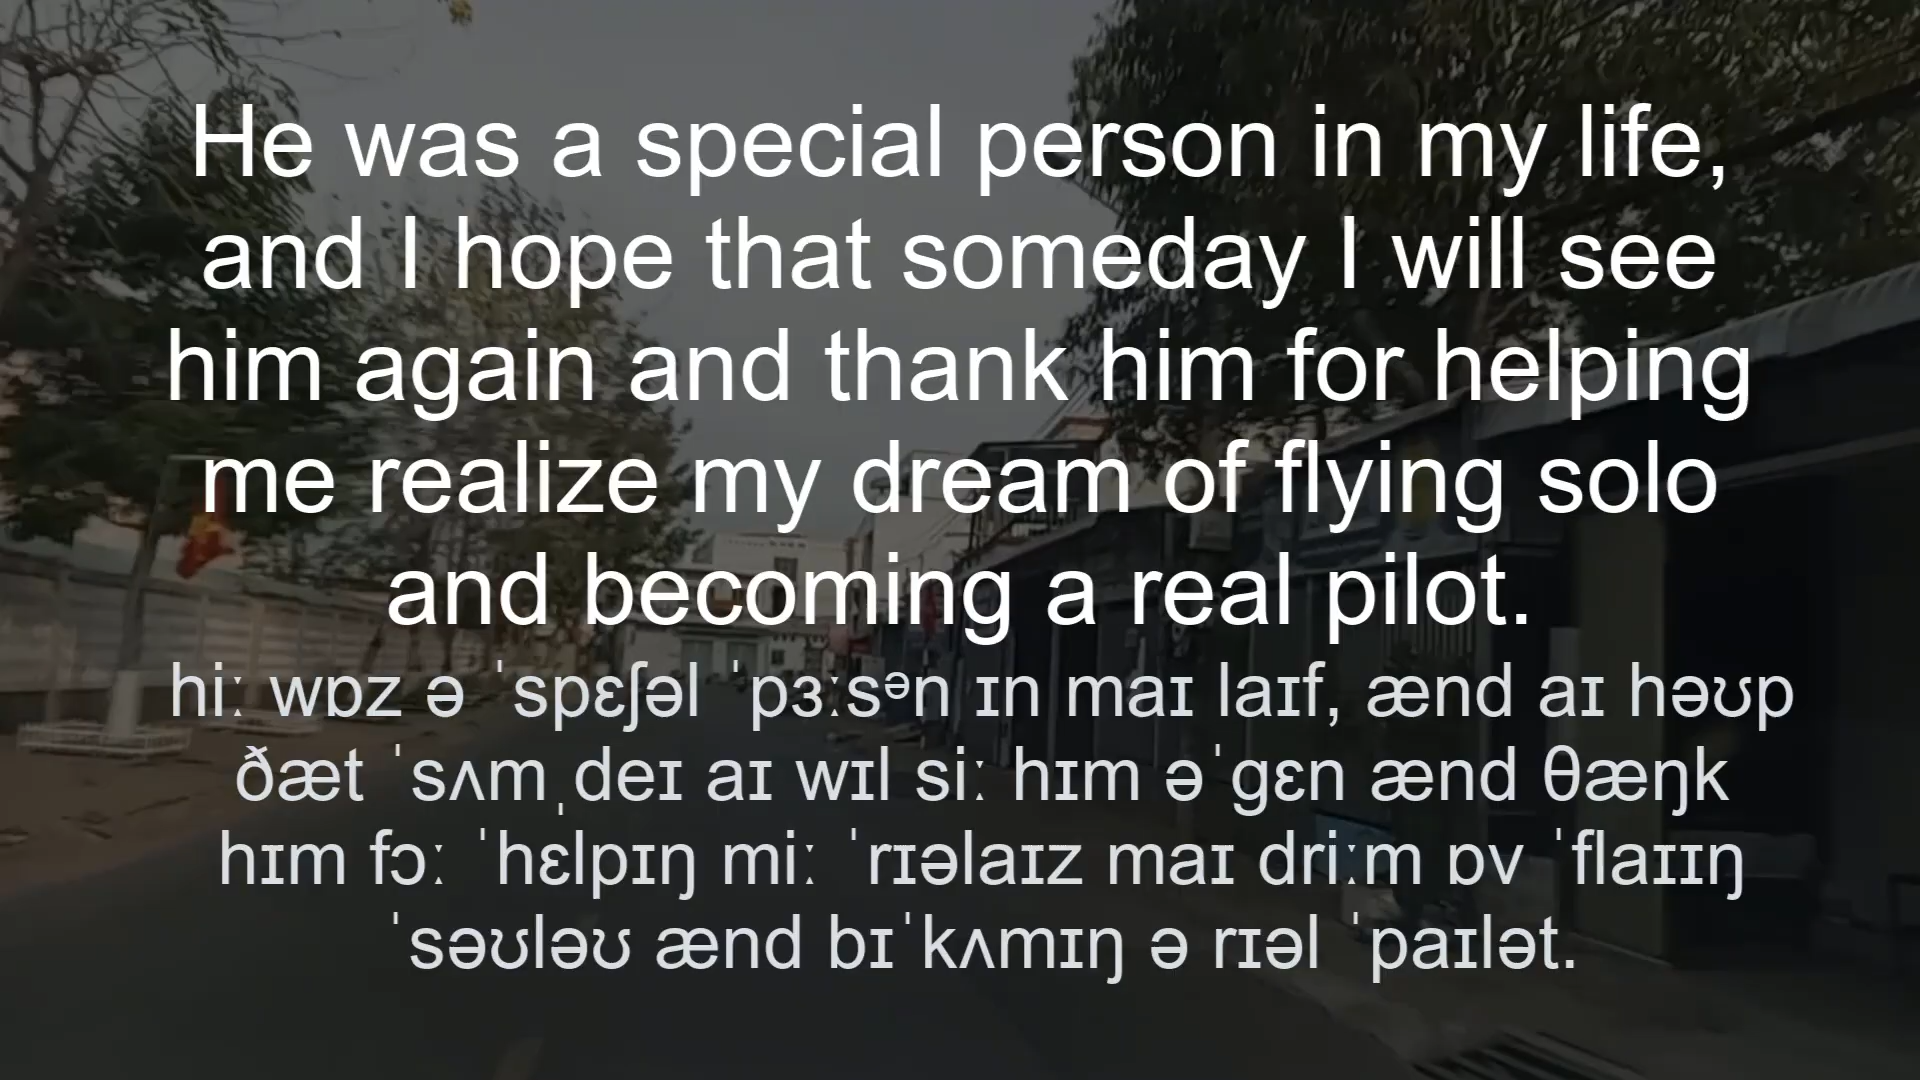 He was a special person in my life,
and I hope that someday I will see
him again and thank him for helping
me realize my dream of flying solo
and becoming a real pilot.
hiː wɒz ə ˈspɛʃəl ˈpɜːsᵊn ɪn maɪ laɪf, ænd aɪ həʊp
ðæt ˈsʌmˌdeɪ aɪ wɪl siː hɪm əˈgɛn ænd θæŋk
hɪm fɔː ˈhɛlpɪŋ miː ˈrɪəlaɪz maɪ driːm ɒv ˈflaɪɪŋ
ˈsəʊləʊ ænd bɪˈkʌmɪŋ ə rɪəl ˈpaɪlət.